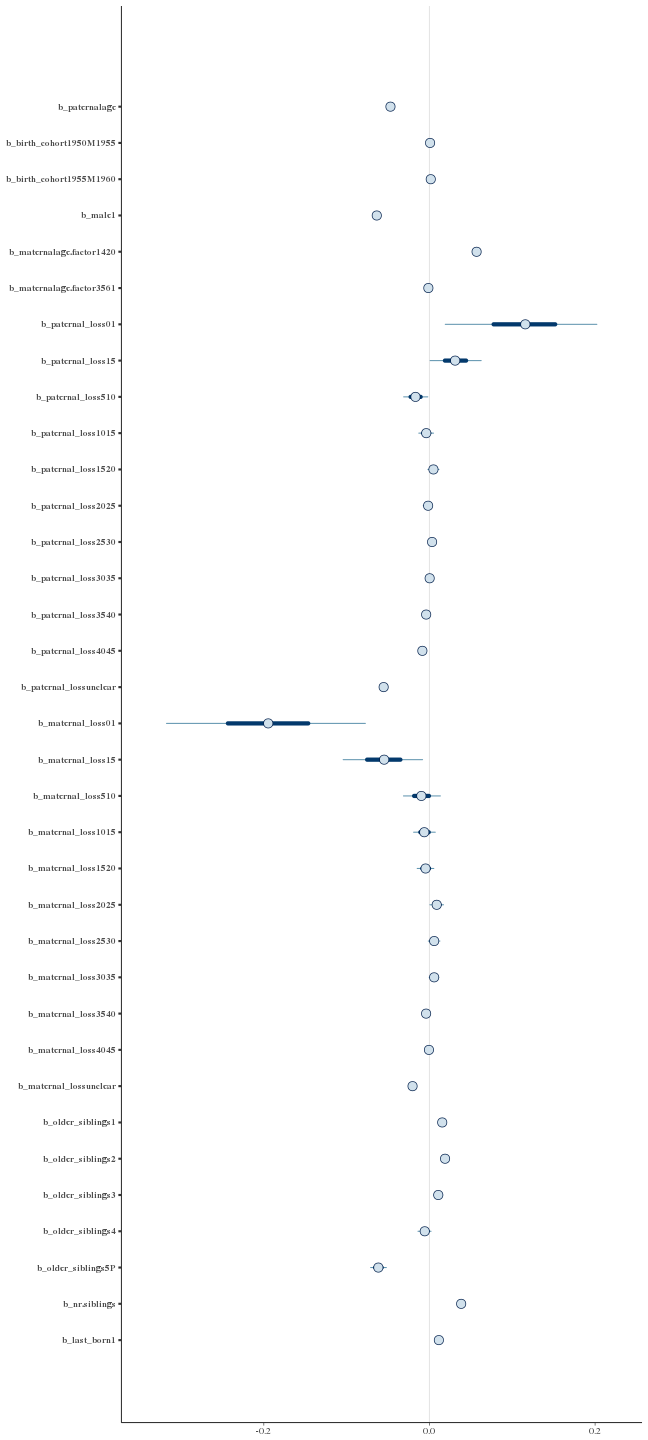 b_paternalage
b_birth_cohort1950M1955
b_birth_cohort1955M1960
b_male1
b_maternalage.factor1420
b_maternalage.factor3561
b_paternal_loss01
b_paternal_loss15
b_paternal_loss510
b_paternal_loss1015
b_paternal_loss1520
b_paternal_loss2025
b_paternal_loss2530
b_paternal_loss3035
b_paternal_loss3540
b_paternal_loss4045
b_paternal_lossunclear
b_maternal_loss01
b_maternal_loss15
b_maternal_loss510
b_maternal_loss1015
b_maternal_loss1520
b_maternal_loss2025
b_maternal_loss2530
b_maternal_loss3035
b_maternal_loss3540
b_maternal_loss4045
b_maternal_lossunclear
b_older_siblings1
b_older_siblings2
b_older_siblings3
b_older_siblings4
b_older_siblings5P
b_nr.siblings
b_last_born1
-0.2 0.0 0.2